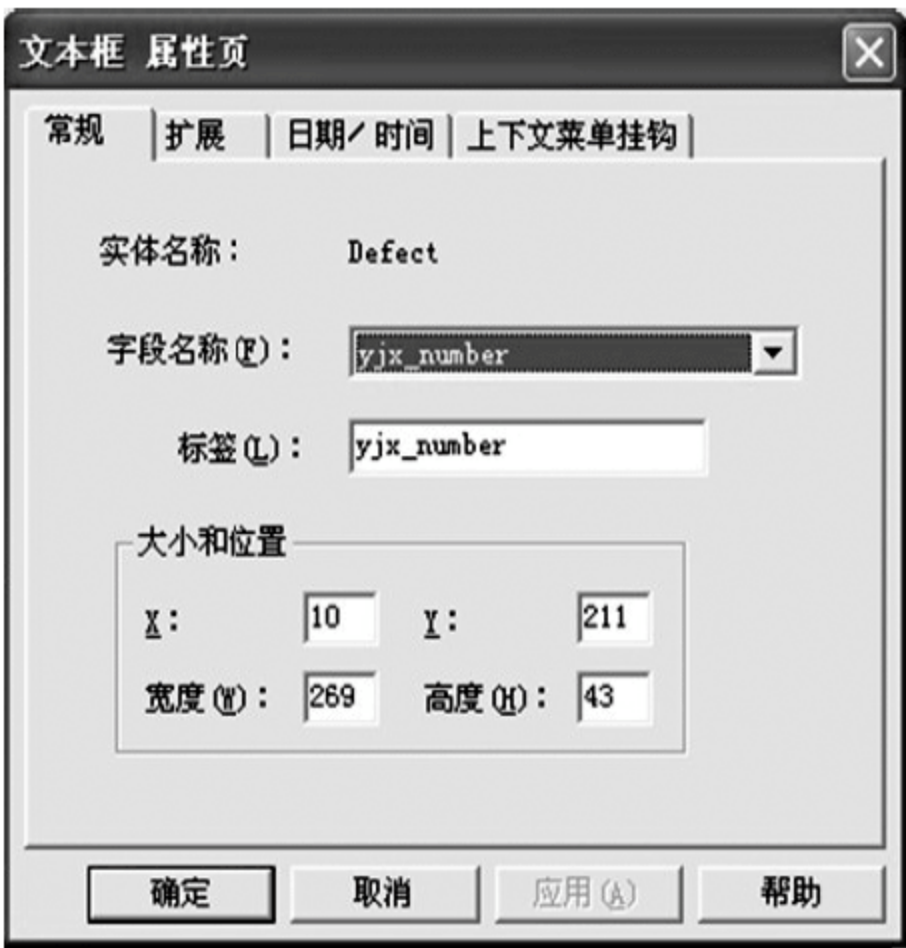 文本框 属性页
常规 扩展 日期/时间 上下文菜单挂钩
实体名称: Defect
字段名称(F): yjx_number
标签(L): yjx_number
大小和位置
X: 10 Y: 211
宽度(W): 269 高度(H): 43
确定 取消 应用(A) 帮助